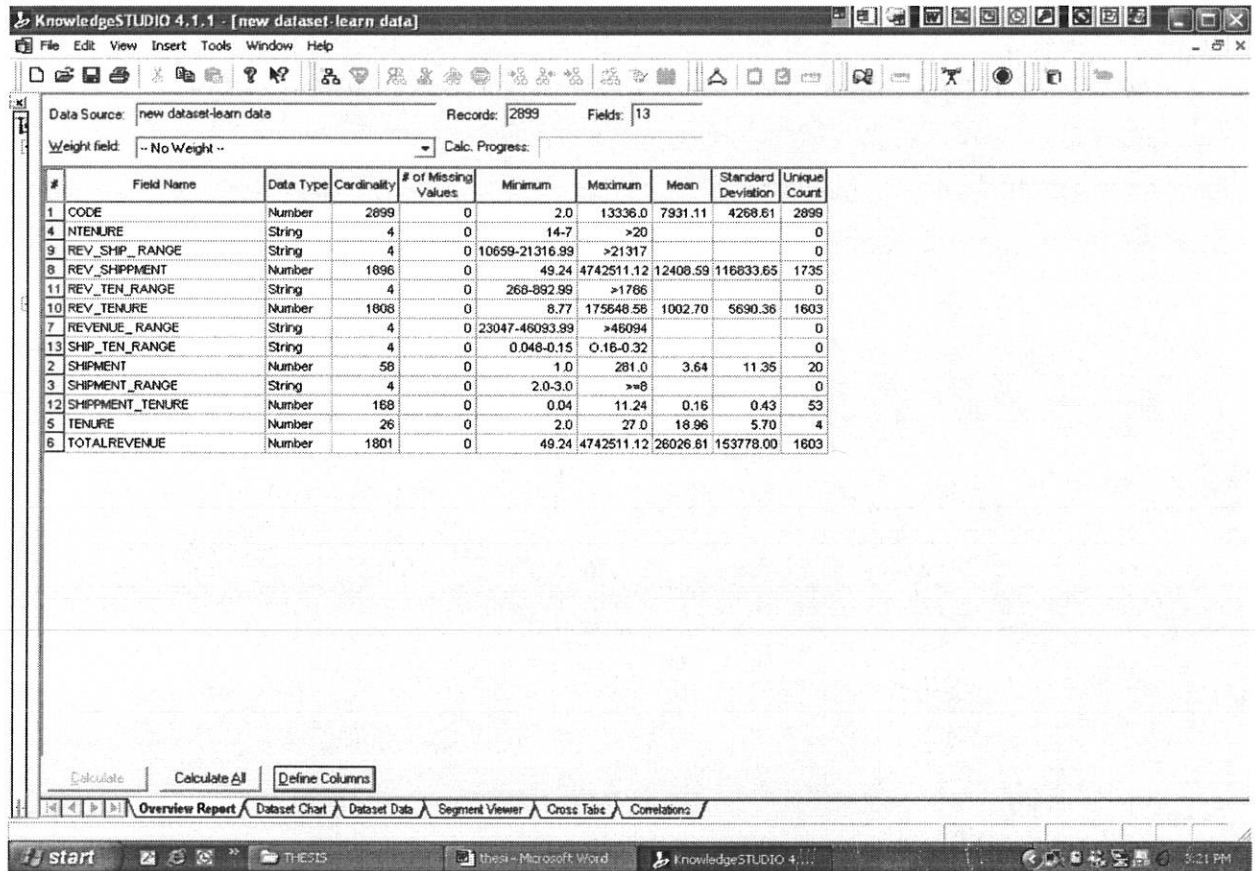 KnowledgeSTUDIO 4.1.1 - [new dataset-learn data]
File Edit View Insert Tools Window Help
Data Source: new dataset-learn data Records: 2899 Fields: 13
Weight field: -- No Weight -- Calc. Progress:
# Field Name Data Type Cardinality # of Missing Values Minimum Maximum Mean Standard Deviation Unique Count
1 CODE Number 2899 0 2.0 13336.0 7931.11 4268.61 2899
4 NTENURE String 4 0 14-7 >20 0
9 REV_SHIP_RANGE String 4 0 10659-21316.99 >21317 0
8 REV_SHIPPMENT Number 1896 0 49.24 4742511.12 12408.59 116833.65 1735
11 REV_TEN_RANGE String 4 0 268-892.99 >1786 0
10 REV_TENURE Number 1808 0 8.77 175648.56 1002.70 5690.36 1603
7 REVENUE_RANGE String 4 0 23047-46093.99 >46094 0
13 SHIP_TEN_RANGE String 4 0 0.048-0.15 O.16-0.32 0
2 SHIPMENT Number 58 0 1.0 281.0 3.64 11.35 20
3 SHIPMENT_RANGE String 4 0 2.0-3.0 >=8 0
12 SHIPPMENT_TENURE Number 168 0 0.04 11.24 0.16 0.43 53
5 TENURE Number 26 0 2.0 27.0 18.96 5.70 4
6 TOTALREVENUE Number 1801 0 49.24 4742511.12 26026.61 153778.00 1603
Calculate Calculate All Define Columns
Overview Report Dataset Chart Dataset Data Segment Viewer Cross Tabs Correlations
start THESIS thesi - Microsoft Word KnowledgeSTUDIO 4.... 3:21 PM